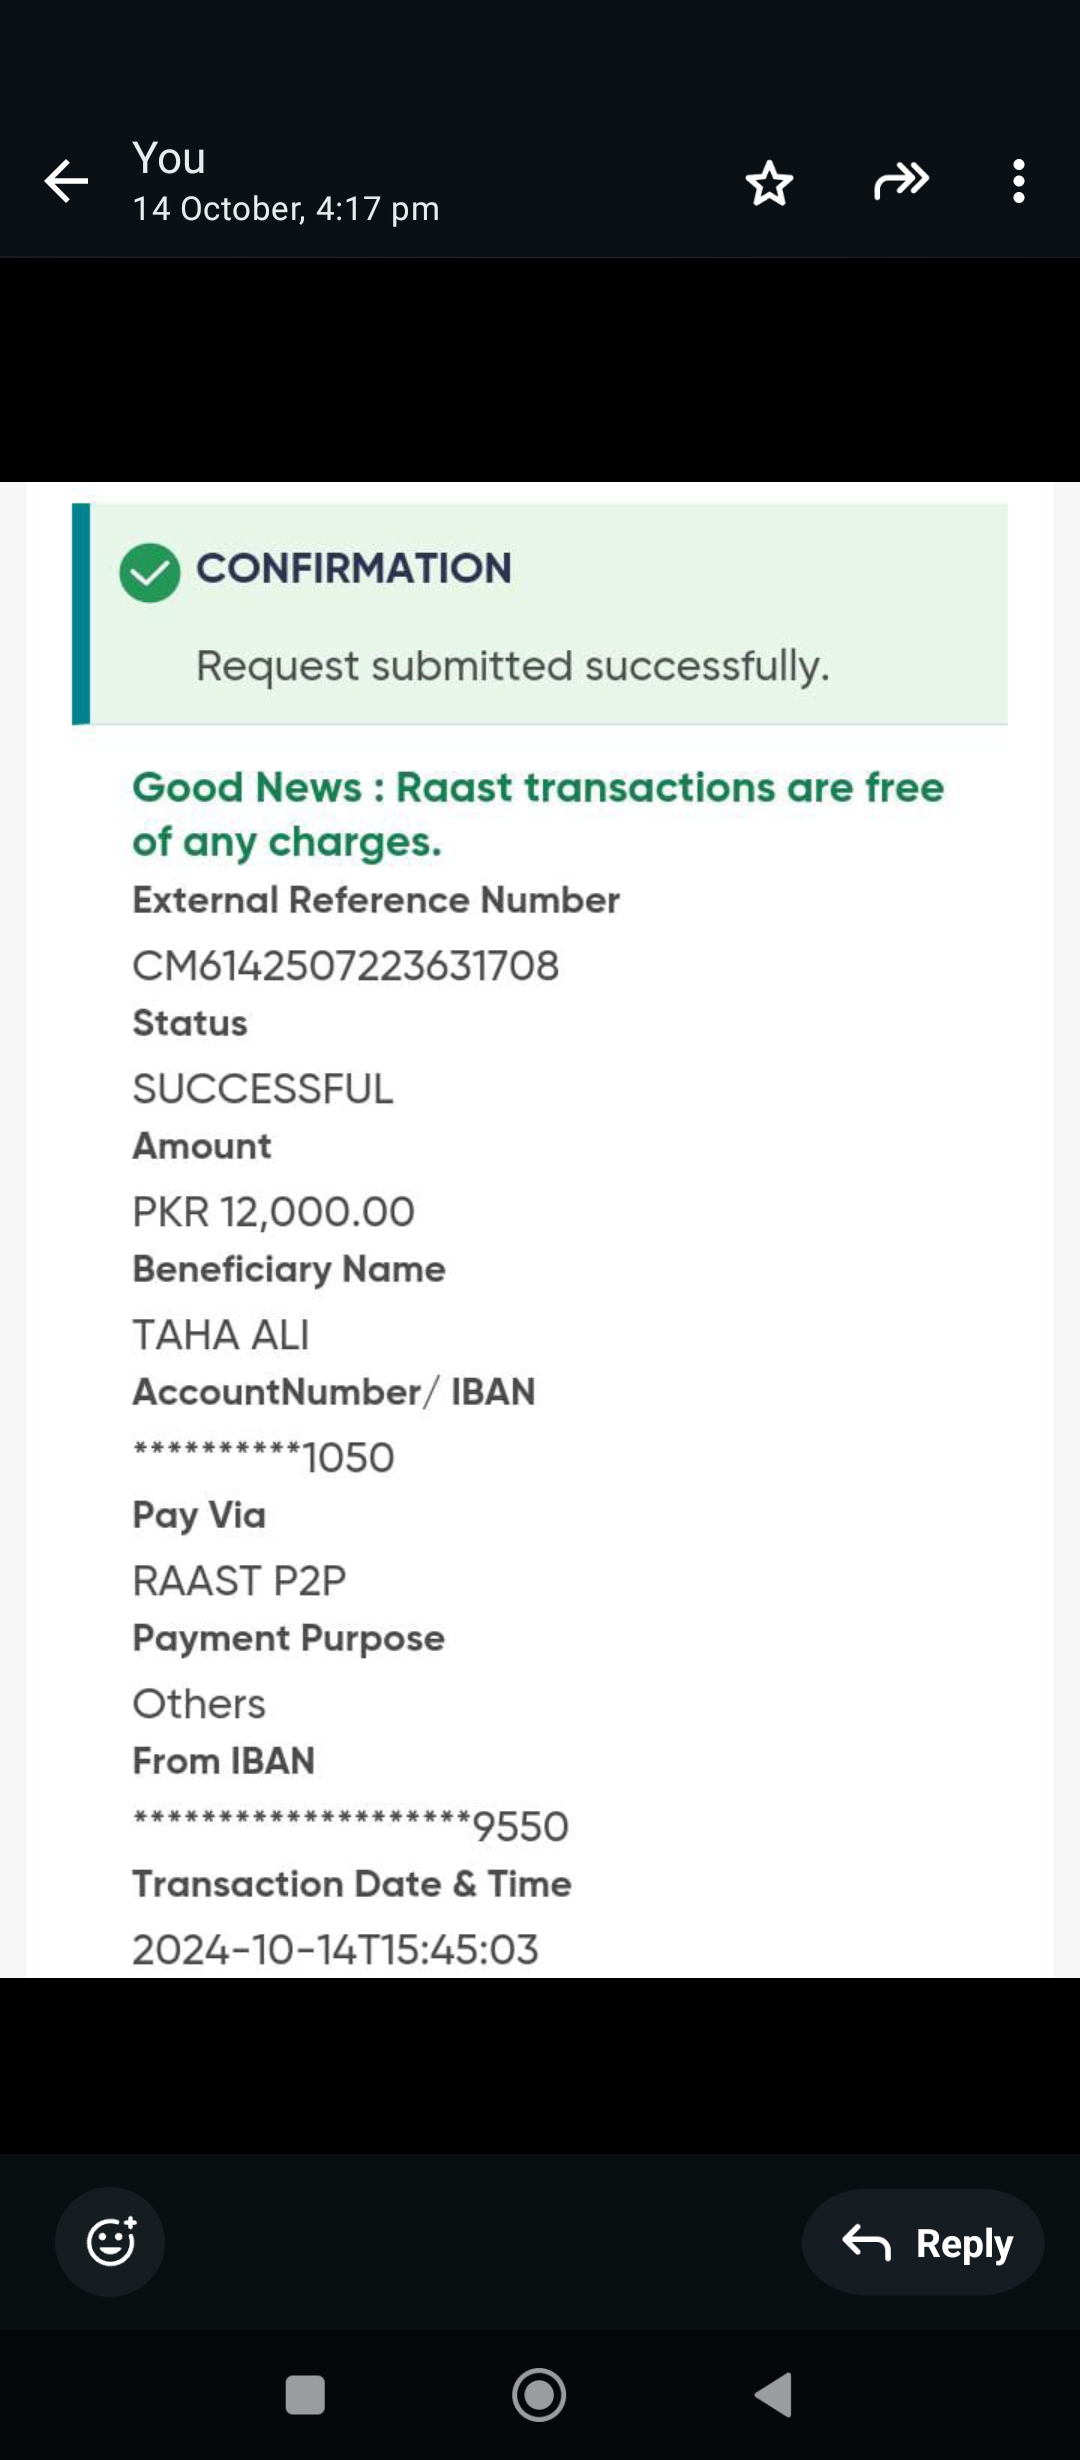 You
14 October, 4:17 pm
CONFIRMATION
Request submitted successfully.
Good News : Raast transactions are free
of any charges.
External Reference Number
CM6142507223631708
Status
SUCCESSFUL
Amount
PKR 12,000.00
Beneficiary Name
TAHA ALI
AccountNumber/ IBAN
**********1050
Pay Via
RAAST P2P
Payment Purpose
Others
From IBAN
********************9550
Transaction Date & Time
2024-10-14T15:45:03
Reply